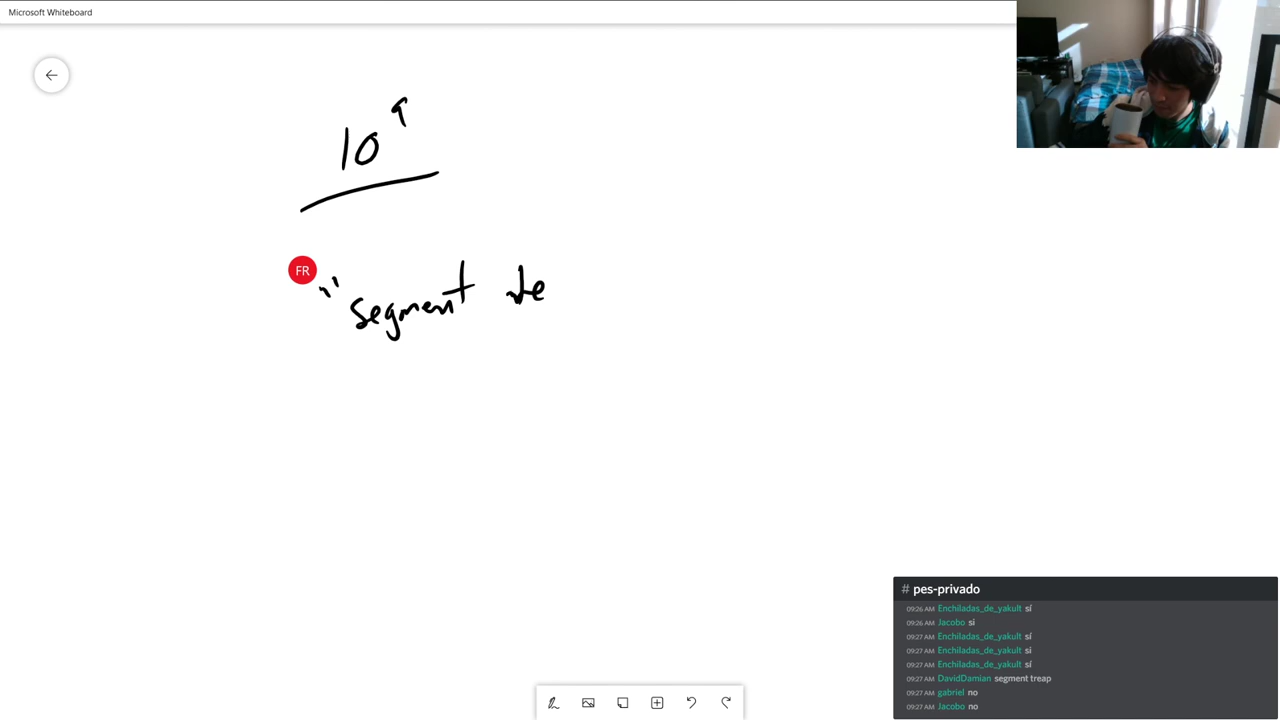 Microsoft Whiteboard
10⁹
FR
"segment te
# pes-privado
09:26 AM Enchiladas_de_yakult sí
09:26 AM Jacobo si
09:27 AM Enchiladas_de_yakult sí
09:27 AM Enchiladas_de_yakult si
09:27 AM Enchiladas_de_yakult sí
09:27 AM DavidDamian segment treap
09:27 AM gabriel no
09:27 AM Jacobo no